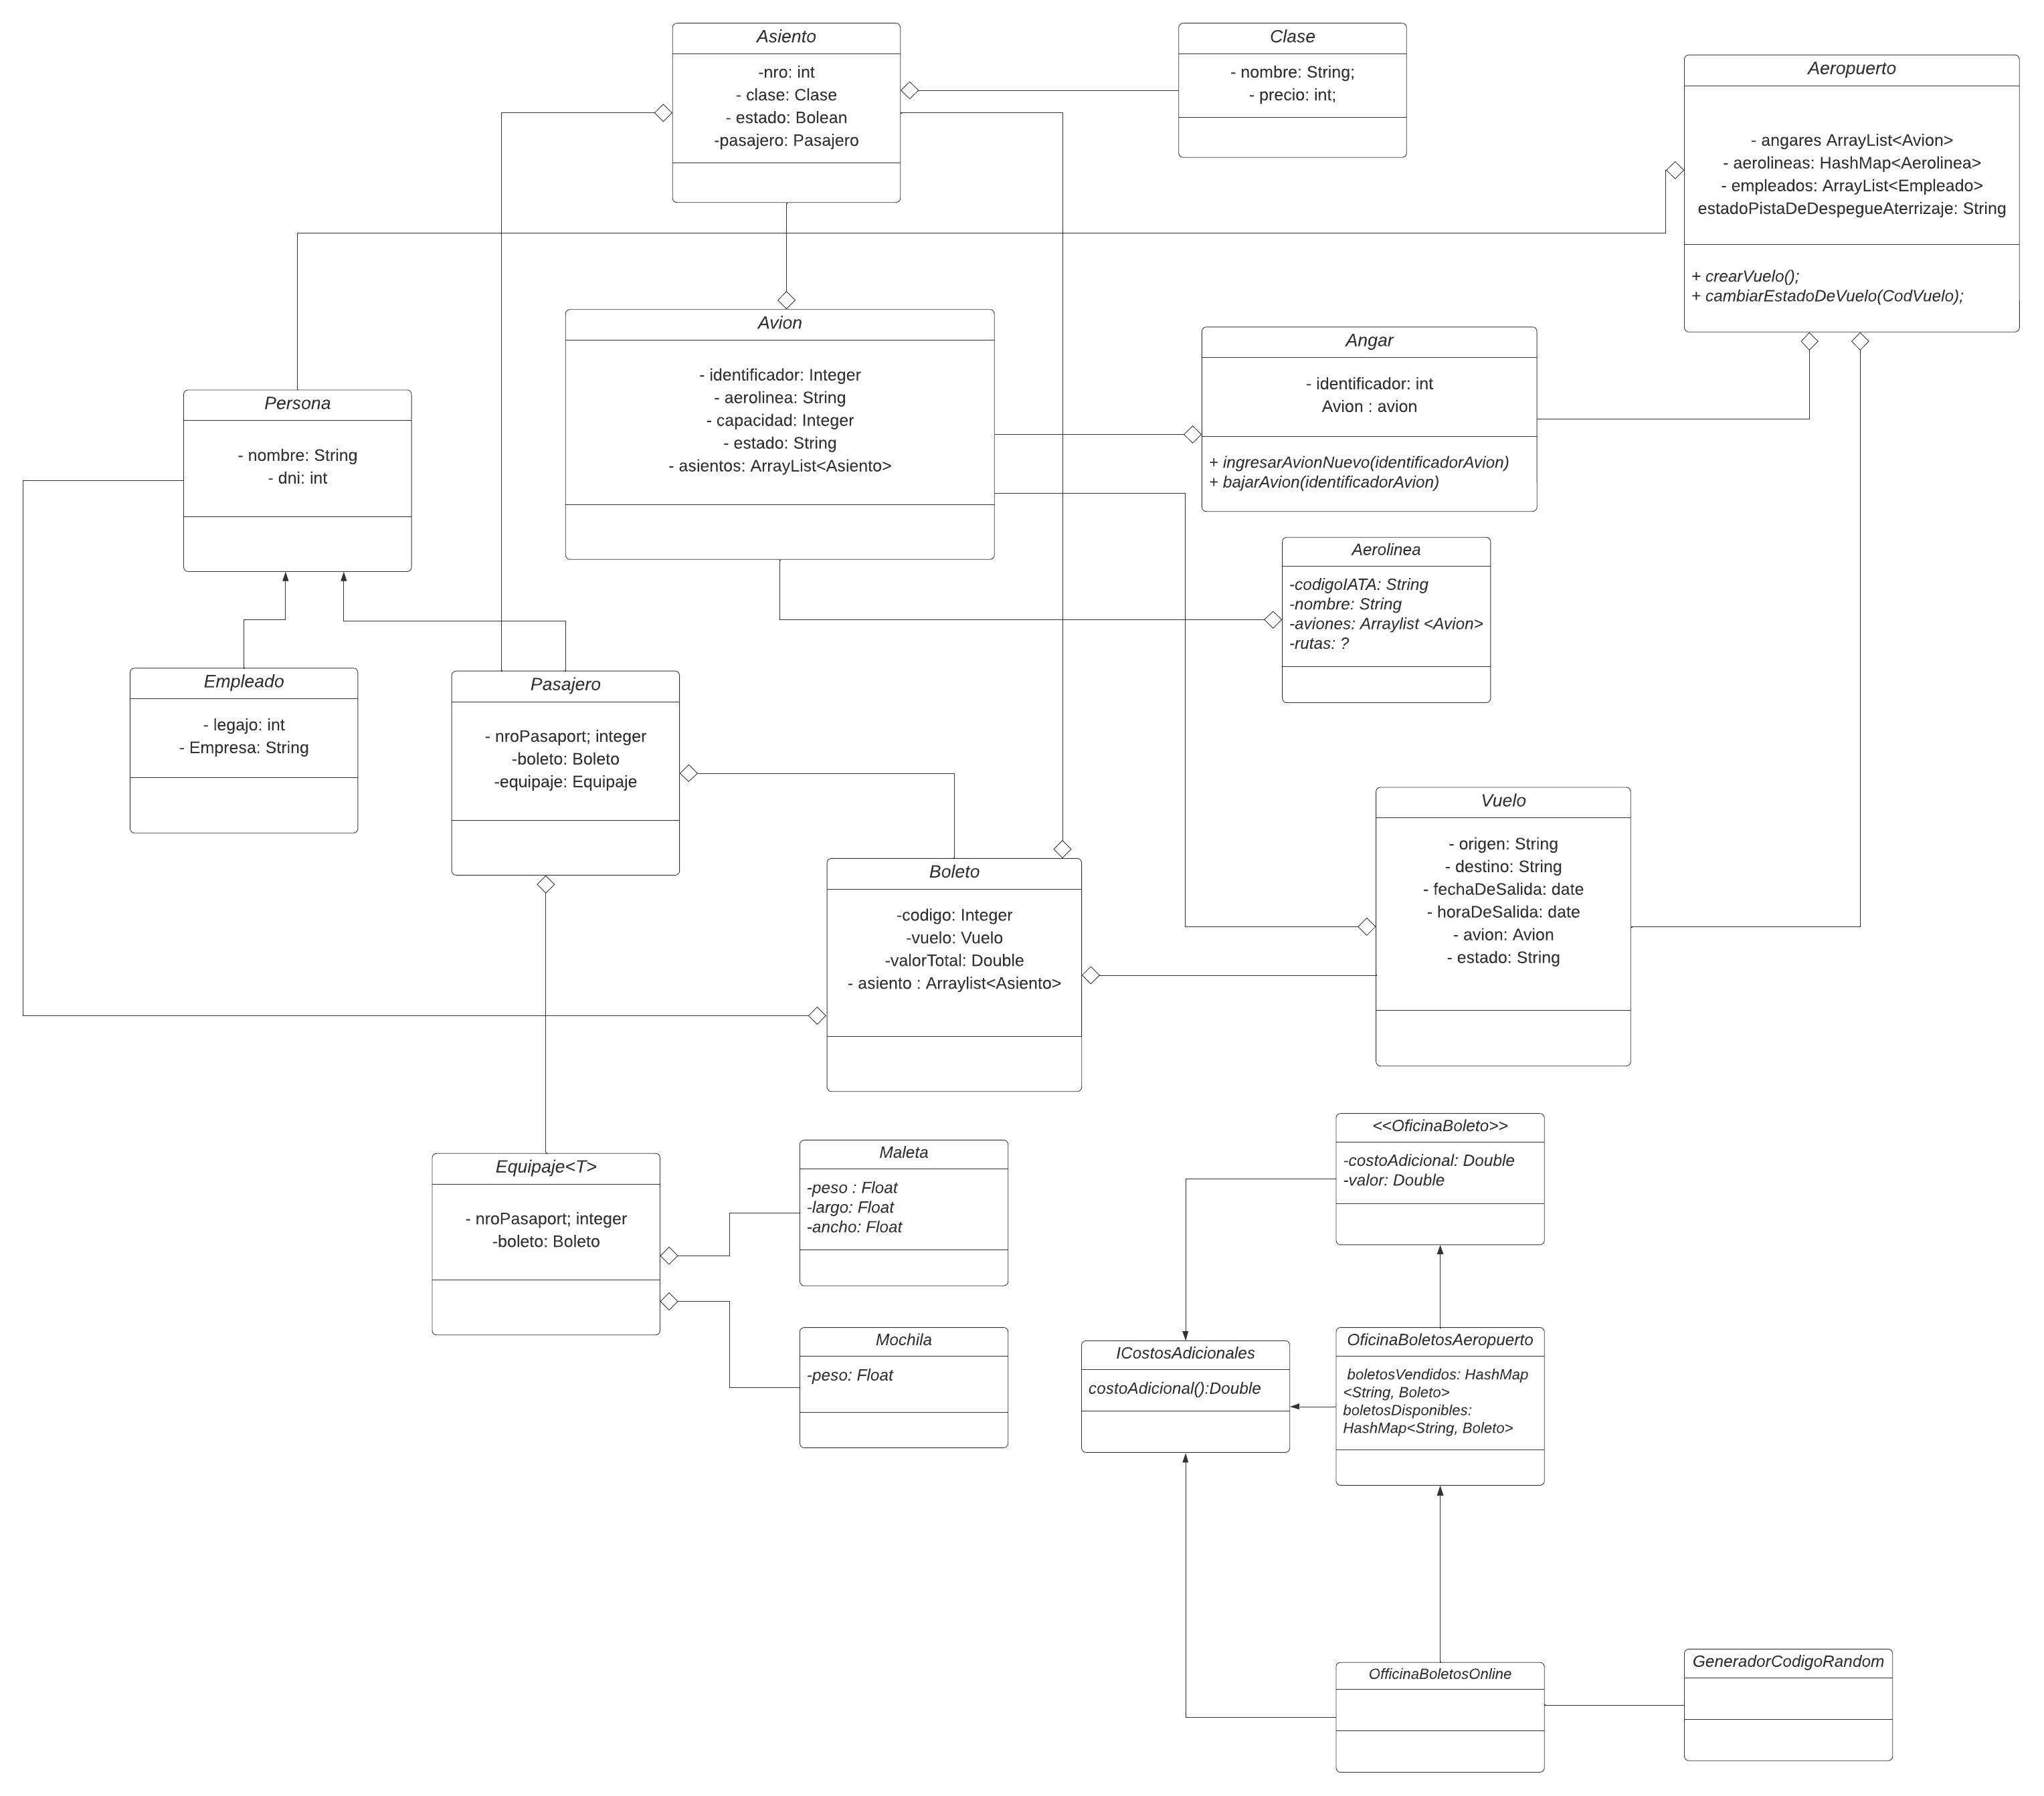 Asiento
-nro: int
- clase: Clase
- estado: Bolean
-pasajero: Pasajero
Clase
- nombre: String;
- precio: int;
Aeropuerto
- angares ArrayList<Avion>
- aerolineas: HashMap<Aerolinea>
- empleados: ArrayList<Empleado>
estadoPistaDeDespegueAterrizaje: String
+ crearVuelo();
+ cambiarEstadoDeVuelo(CodVuelo);
Avion
- identificador: Integer
- aerolinea: String
- capacidad: Integer
- estado: String
- asientos: ArrayList<Asiento>
Angar
- identificador: int
Avion : avion
+ ingresarAvionNuevo(identificadorAvion)
+ bajarAvion(identificadorAvion)
Persona
- nombre: String
- dni: int
Aerolinea
-codigoIATA: String
-nombre: String
-aviones: Arraylist <Avion>
-rutas: ?
Empleado
- legajo: int
- Empresa: String
Pasajero
- nroPasaport; integer
-boleto: Boleto
-equipaje: Equipaje
Vuelo
- origen: String
- destino: String
- fechaDeSalida: date
- horaDeSalida: date
- avion: Avion
- estado: String
Boleto
-codigo: Integer
-vuelo: Vuelo
-valorTotal: Double
- asiento : Arraylist<Asiento>
Equipaje<T>
- nroPasaport; integer
-boleto: Boleto
Maleta
-peso : Float
-largo: Float
-ancho: Float
Mochila
-peso: Float
<<OficinaBoleto>>
-costoAdicional: Double
-valor: Double
ICostosAdicionales
costoAdicional():Double
OficinaBoletosAeropuerto
boletosVendidos: HashMap
<String, Boleto>
boletosDisponibles:
HashMap<String, Boleto>
OfficinaBoletosOnline
GeneradorCodigoRandom